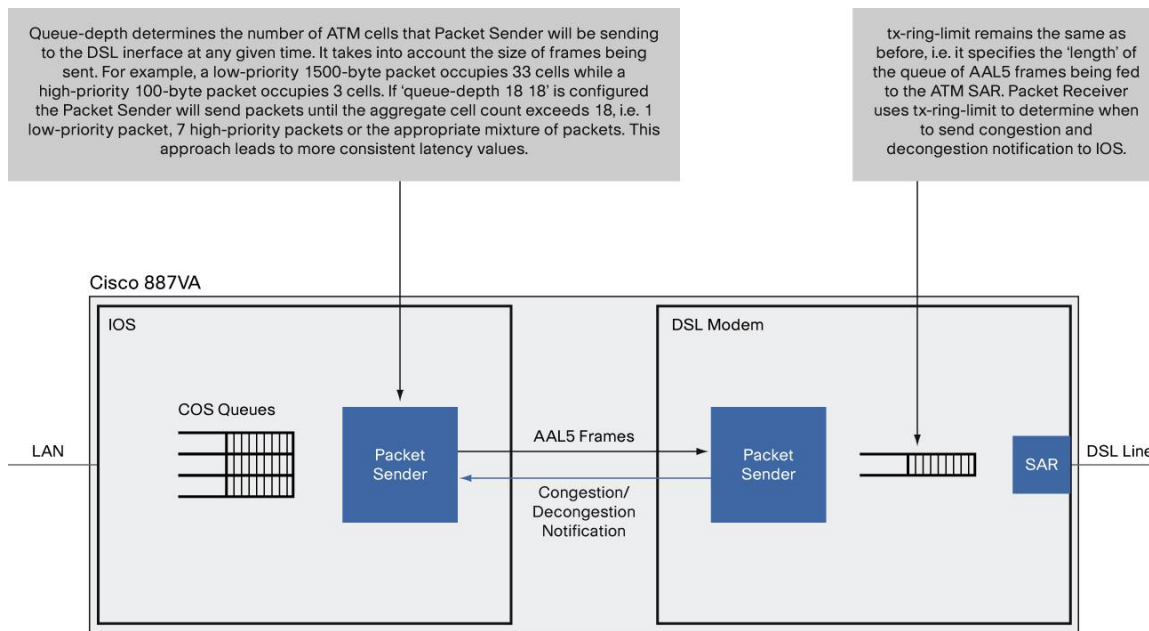 Queue-depth determines the number of ATM cells that Packet Sender will be sending
to the DSL inerface at any given time. It takes into account the size of frames being
sent. For example, a low-priority 1500-byte packet occupies 33 cells while a
high-priority 100-byte packet occupies 3 cells. If ‘queue-depth 18 18’ is configured
the Packet Sender will send packets until the aggregate cell count exceeds 18, i.e. 1
low-priority packet, 7 high-priority packets or the appropriate mixture of packets. This
approach leads to more consistent latency values.
tx-ring-limit remains the same as
before, i.e. it specifies the ‘length’ of
the queue of AAL5 frames being fed
to the ATM SAR. Packet Receiver
uses tx-ring-limit to determine when
to send congestion and
decongestion notification to IOS.
Cisco 887VA
IOS
DSL Modem
COS Queues
LAN
Packet
Sender
AAL5 Frames
Congestion/
Decongestion
Notification
Packet
Sender
SAR
DSL Line